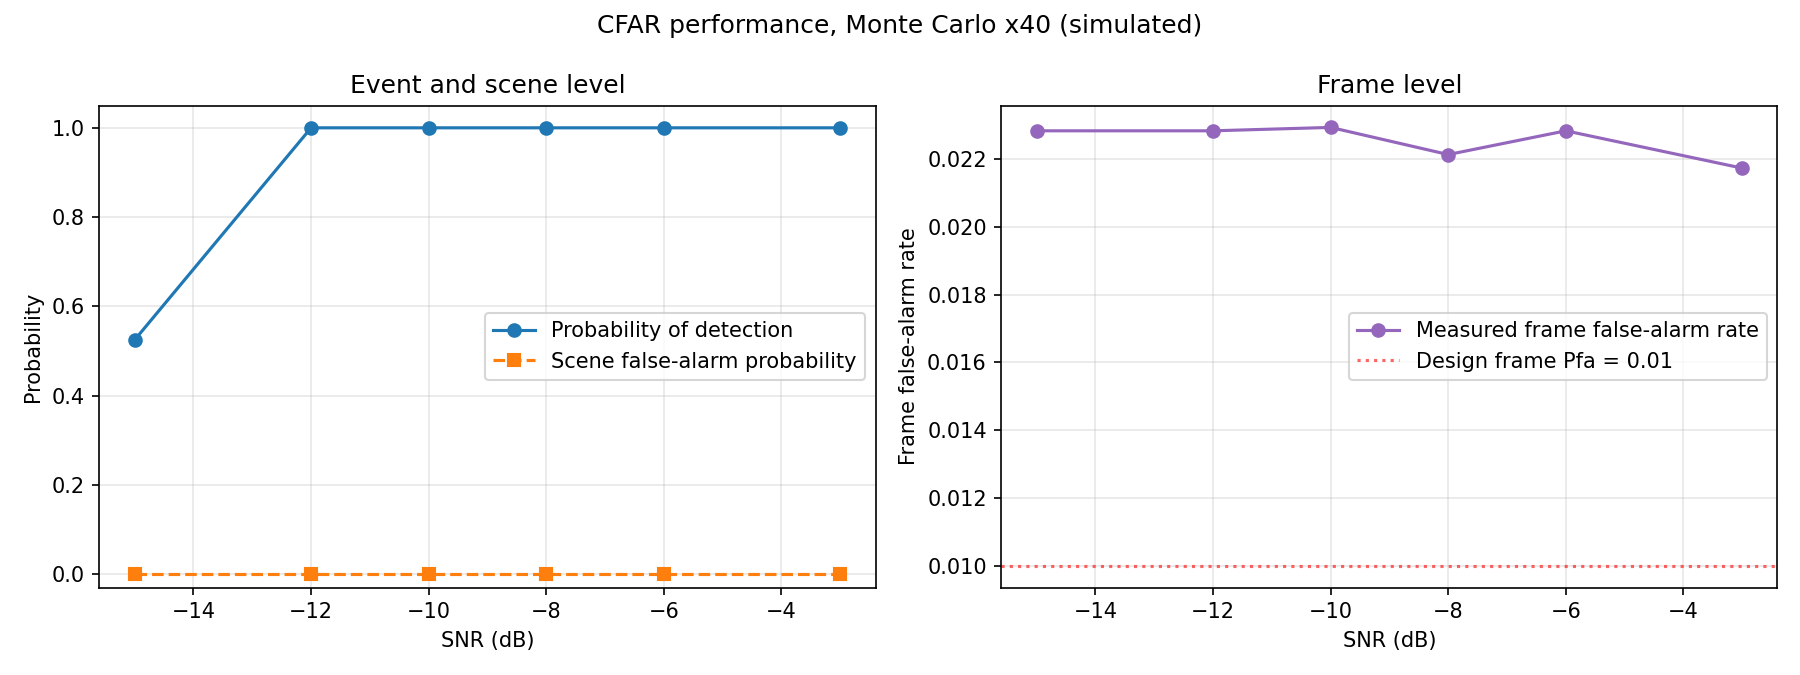 CFAR performance, Monte Carlo x40 (simulated)
Event and scene level
Probability
1.0
0.8
0.6
0.4
0.2
0.0
Probability of detection
Scene false-alarm probability
−14
−12
−10
−8
−6
−4
SNR (dB)
Frame level
Frame false-alarm rate
0.022
0.020
0.018
0.016
0.014
0.012
0.010
Measured frame false-alarm rate
Design frame Pfa = 0.01
−14
−12
−10
−8
−6
−4
SNR (dB)